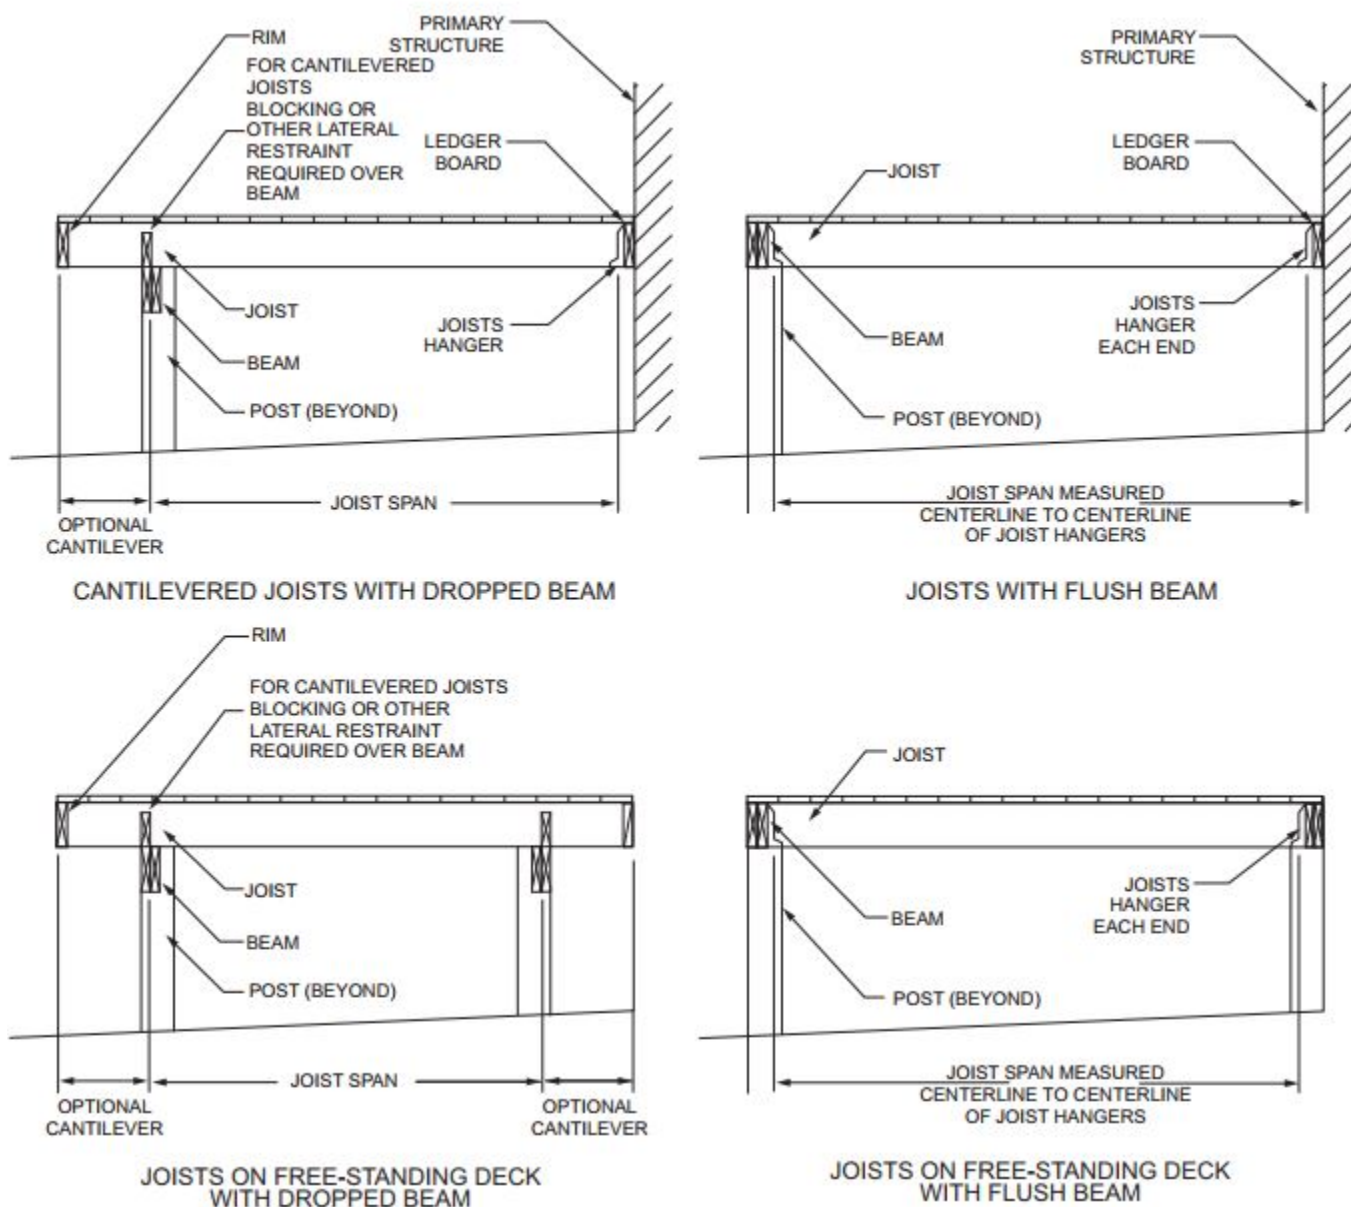 RIM
FOR CANTILEVERED
JOISTS
BLOCKING OR
OTHER LATERAL
RESTRAINT
REQUIRED OVER
BEAM
PRIMARY
STRUCTURE
LEDGER
BOARD
JOIST
BEAM
POST (BEYOND)
JOISTS
HANGER
JOIST SPAN
OPTIONAL
CANTILEVER
CANTILEVERED JOISTS WITH DROPPED BEAM
PRIMARY
STRUCTURE
LEDGER
BOARD
JOIST
BEAM
POST (BEYOND)
JOISTS
HANGER
EACH END
JOIST SPAN MEASURED
CENTERLINE TO CENTERLINE
OF JOIST HANGERS
JOISTS WITH FLUSH BEAM
RIM
FOR CANTILEVERED JOISTS
BLOCKING OR OTHER
LATERAL RESTRAINT
REQUIRED OVER BEAM
JOIST
BEAM
POST (BEYOND)
JOIST SPAN
OPTIONAL
CANTILEVER
OPTIONAL
CANTILEVER
JOISTS ON FREE-STANDING DECK
WITH DROPPED BEAM
JOIST
BEAM
POST (BEYOND)
JOISTS
HANGER
EACH END
JOIST SPAN MEASURED
CENTERLINE TO CENTERLINE
OF JOIST HANGERS
JOISTS ON FREE-STANDING DECK
WITH FLUSH BEAM